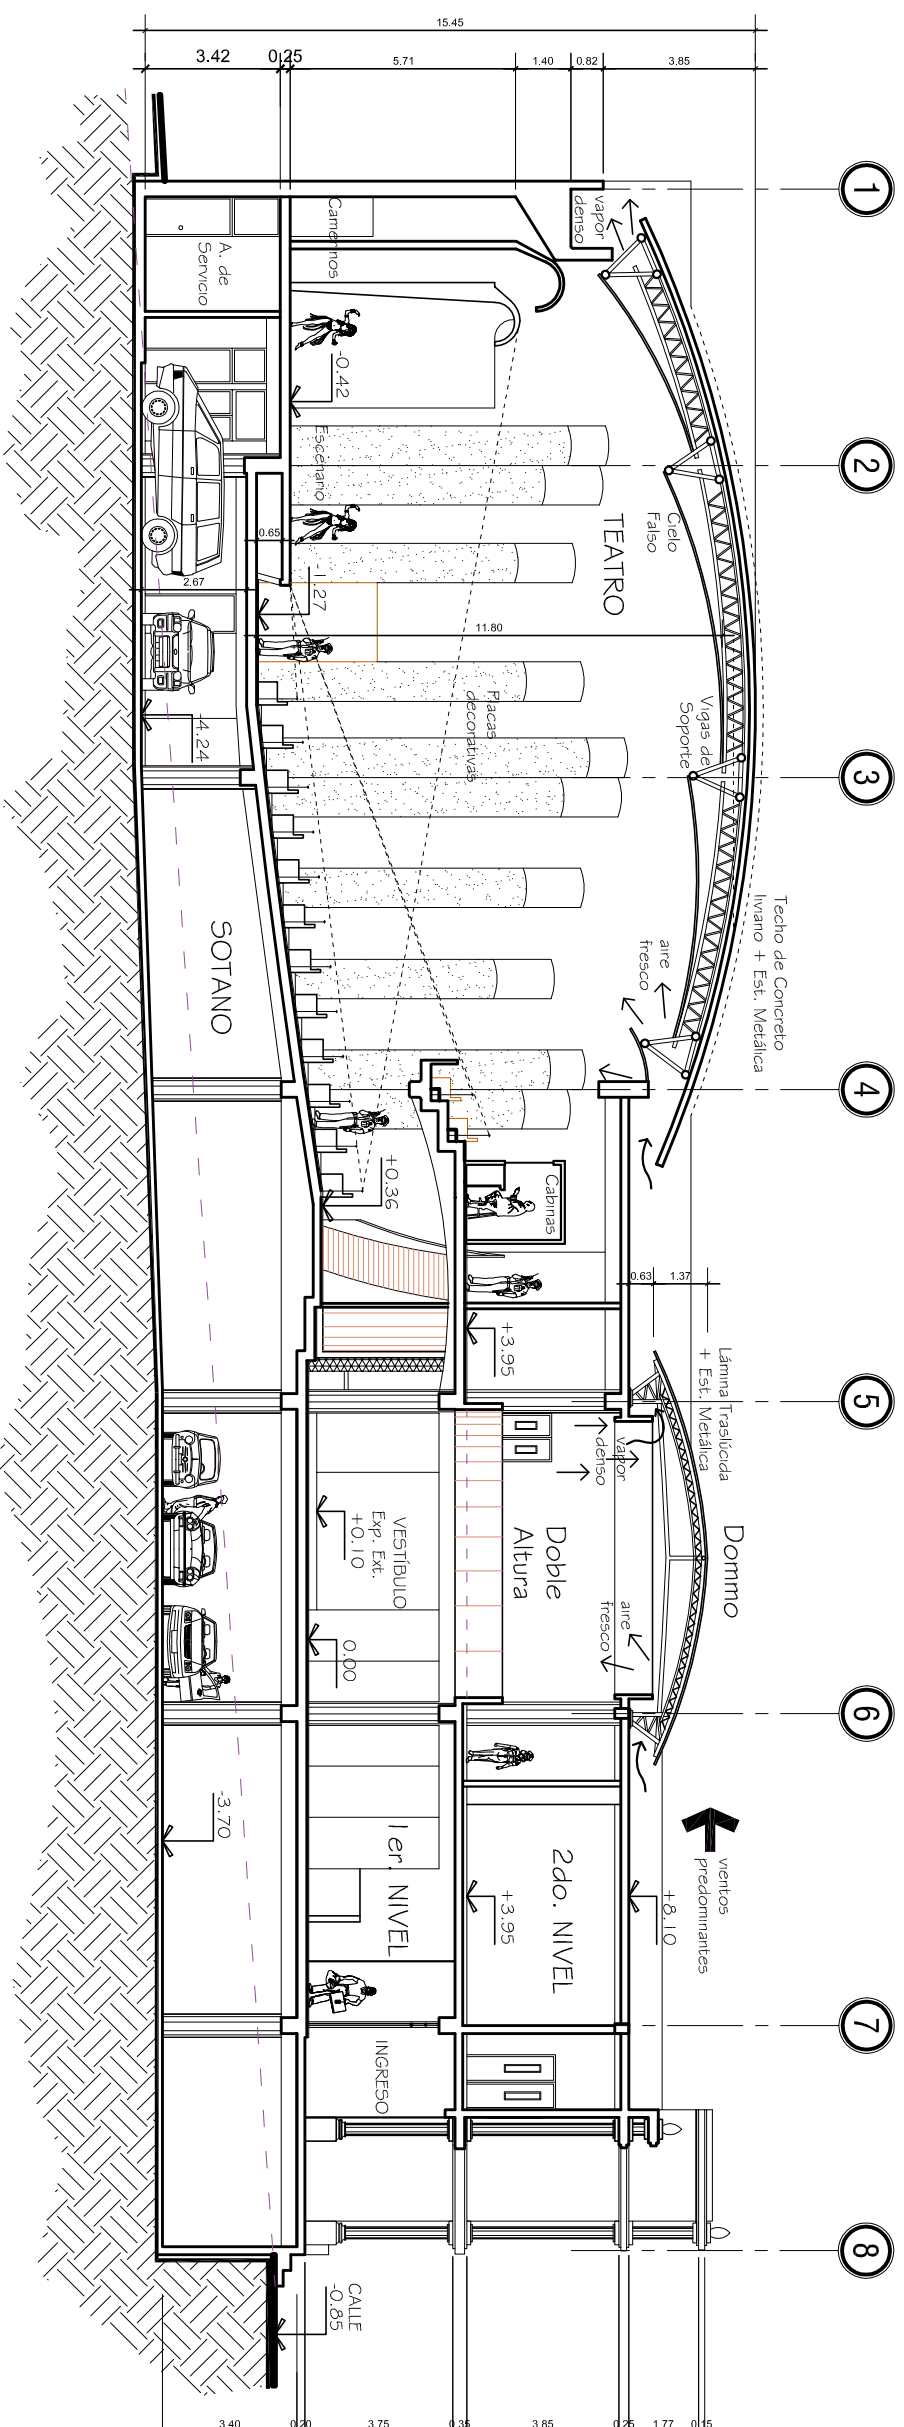 15.45
3.42
0.25
5.71
1.40
0.82
3.85
1
2
3
4
5
6
7
8
Techo de Concreto
liviano + Est. Metálica
Lámina Traslúcida
+ Est. Metálica
Dommo
vientos
predominantes
vapor
denso
Cielo
Falso
Vigas de
Soporte
aire
fresco
TEATRO
11.80
Placas
decorativas
Camerinos
Escenario
-0.42
0.65
-1.27
A. de
Servicio
2.67
-4.24
SOTANO
Cabinas
+0.36
+3.95
0.63
1.37
vapor
denso
aire
fresco
Doble
Altura
VESTÍBULO
Exp. Ext.
+0.10
0.00
-3.70
1er. NIVEL
2do. NIVEL
+3.95
+8.10
INGRESO
CALLE
-0.85
3.40
0.20
3.75
0.35
3.85
0.25
1.77
0.15